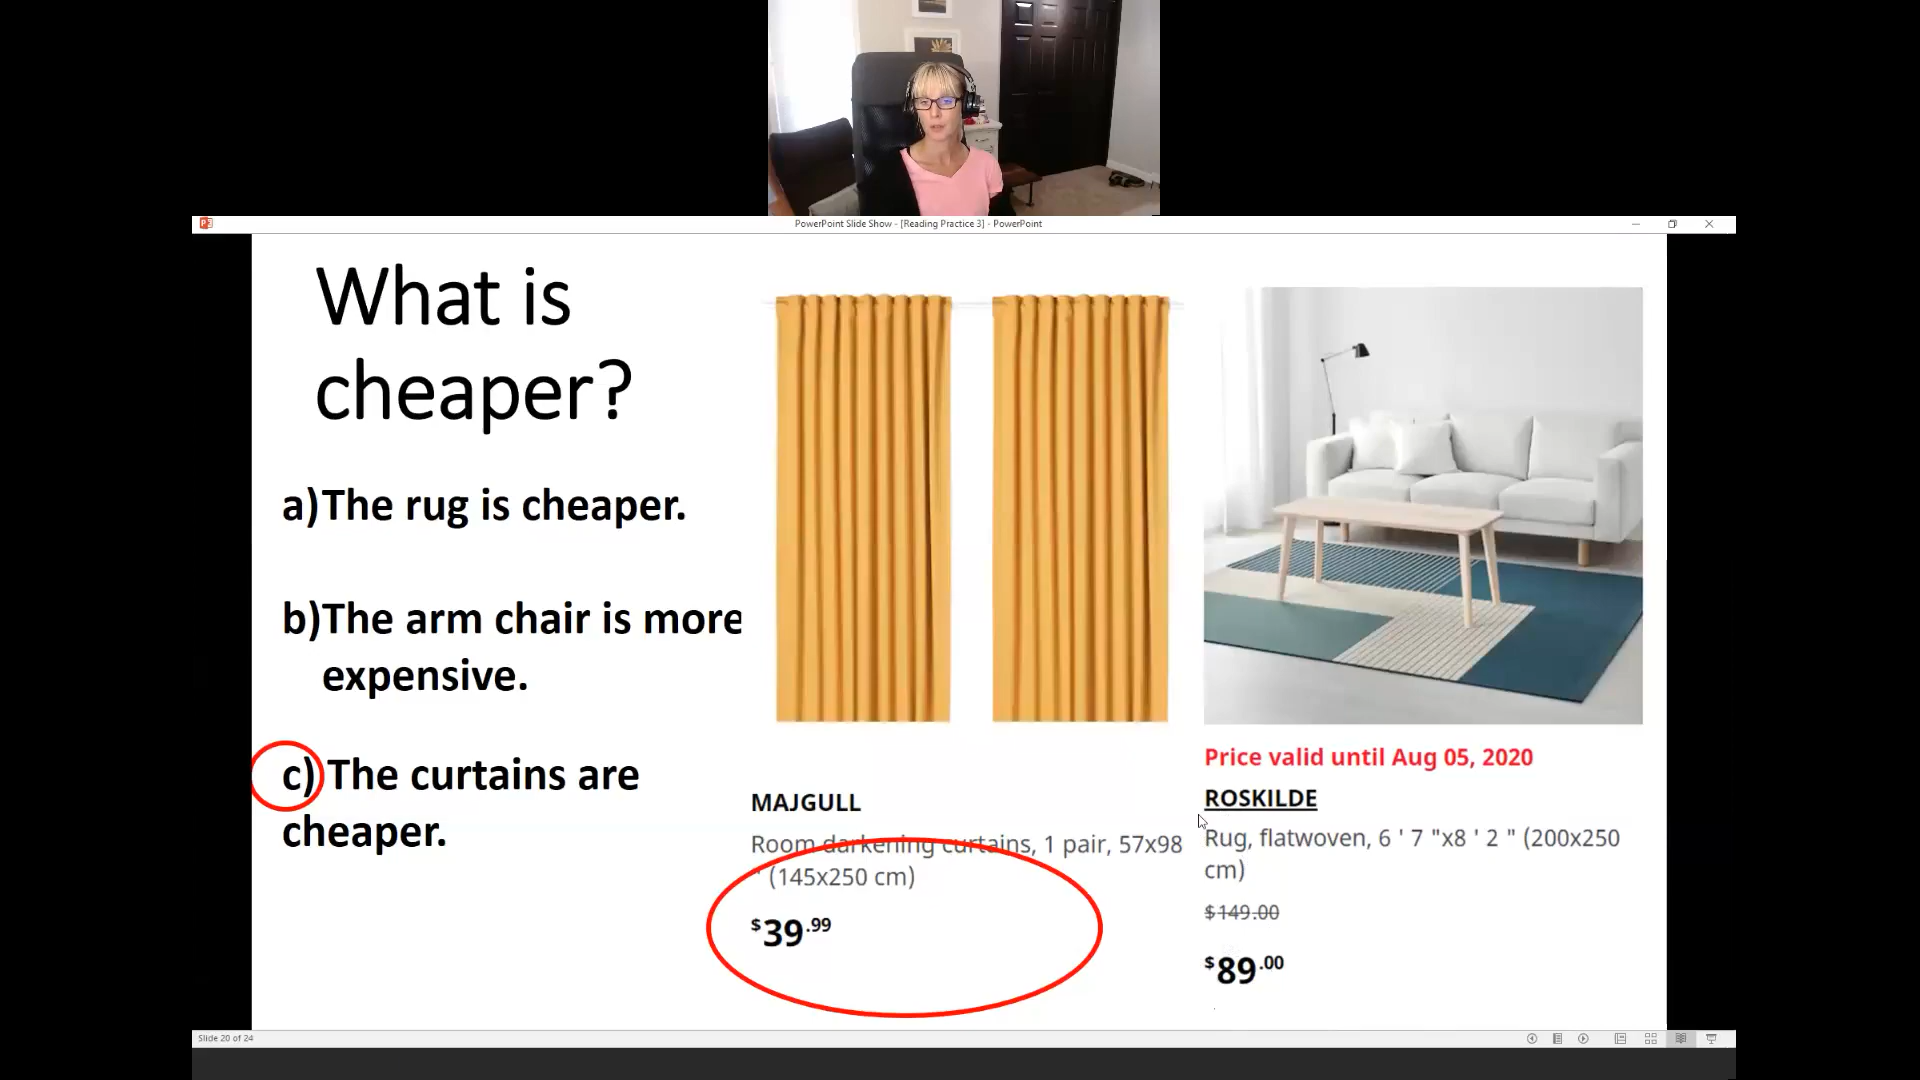 PowerPoint Slide Show - [Reading Practice 3] - PowerPoint
What is
cheaper?
a)The rug is cheaper.
b)The arm chair is more
expensive.
c) The curtains are
cheaper.
MAJGULL
Room darkening curtains, 1 pair, 57x98
" (145x250 cm)
$39.99
Price valid until Aug 05, 2020
ROSKILDE
Rug, flatwoven, 6 ' 7 "x8 ' 2 " (200x250
cm)
$149.00
$89.00
Slide 20 of 24